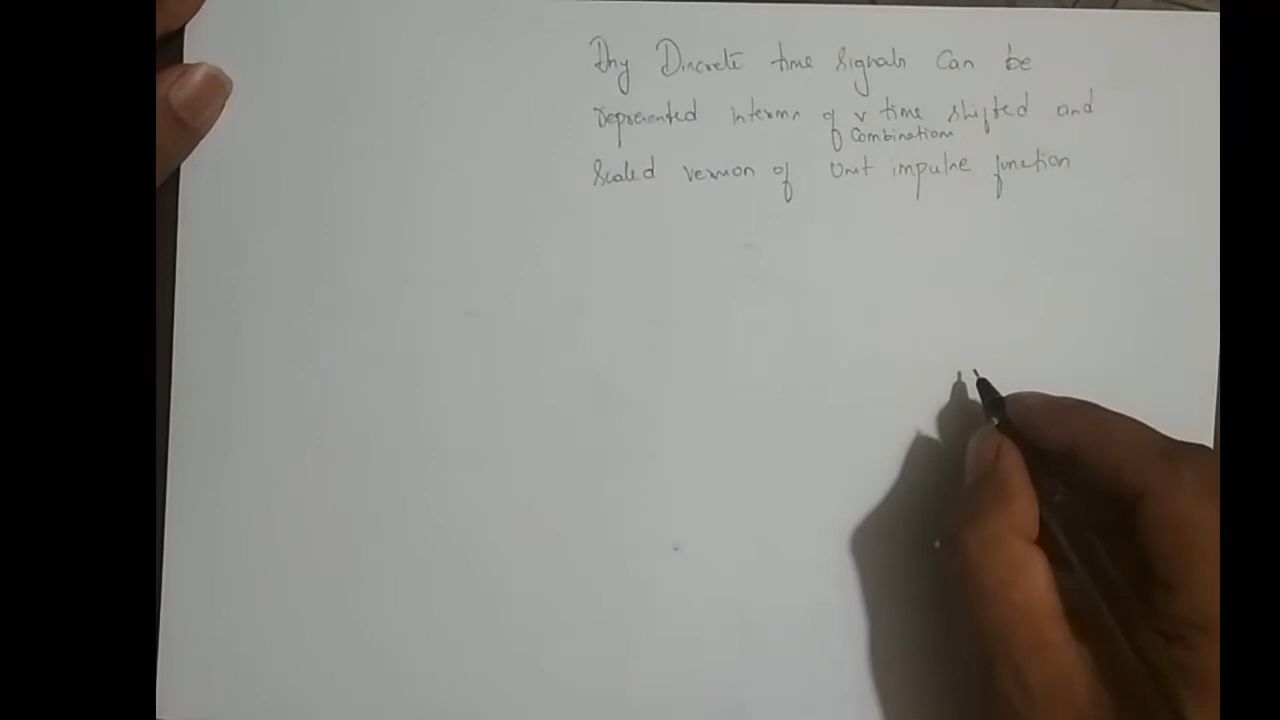 Any Discrete time signals Can be
represented interms of v time shifted and
Combination
Scaled version of Unit impulse function